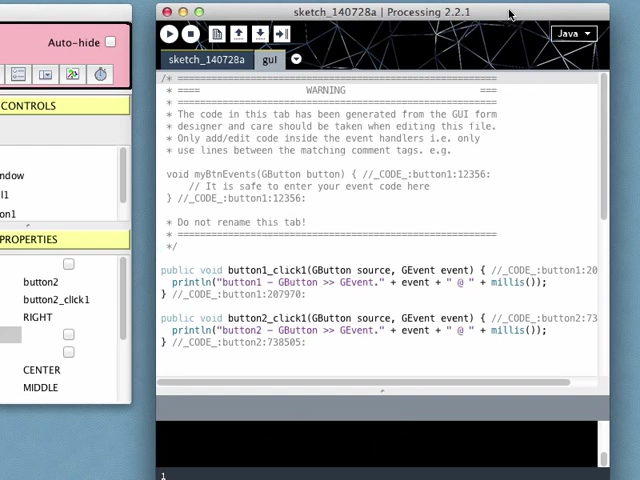 Auto-hide
CONTROLS
ndow
l1
on1
PROPERTIES
button2
button2_click1
RIGHT
CENTER
MIDDLE
sketch_140728a | Processing 2.2.1
Java
sketch_140728a gui
/* =========================================================
 * ==== WARNING ===
 * =========================================================
 * The code in this tab has been generated from the GUI form
 * designer and care should be taken when editing this file.
 * Only add/edit code inside the event handlers i.e. only
 * use lines between the matching comment tags. e.g.
 void myBtnEvents(GButton button) { //_CODE_:button1:12356:
 // It is safe to enter your event code here
 } //_CODE_:button1:12356:
 * Do not rename this tab!
 * =========================================================
 */
public void button1_click1(GButton source, GEvent event) { //_CODE_:button1:20
 println("button1 - GButton >> GEvent." + event + " @ " + millis());
} //_CODE_:button1:207970:
public void button2_click1(GButton source, GEvent event) { //_CODE_:button2:73
 println("button2 - GButton >> GEvent." + event + " @ " + millis());
} //_CODE_:button2:738505:
1